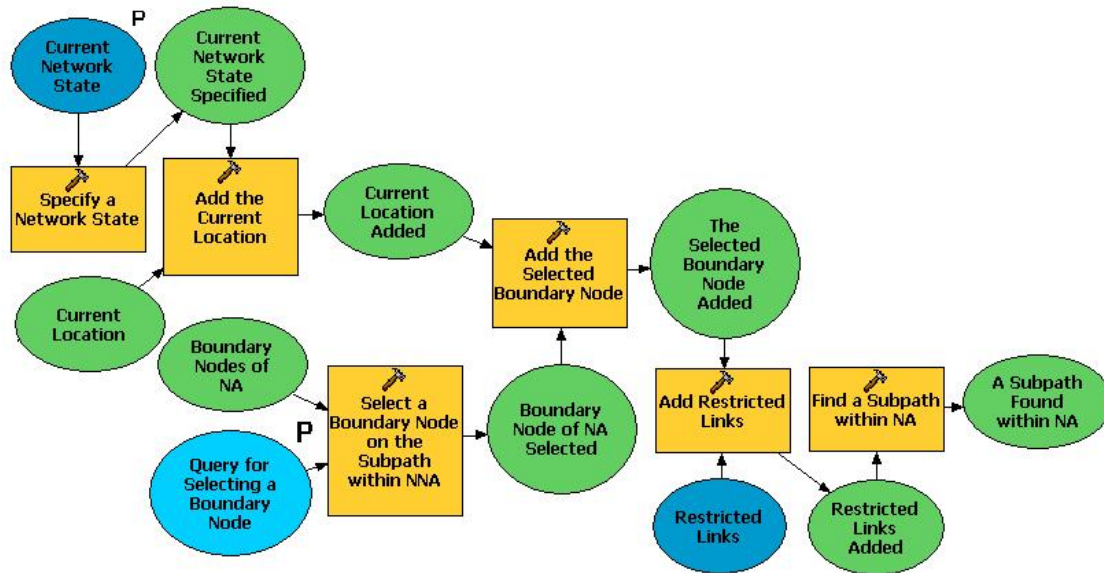 P
Current
Network
State
Current
Network
State
Specified
Specify a
Network State
Add the
Current
Location
Current
Location
Added
Current
Location
Add the
Selected
Boundary Node
The
Selected
Boundary
Node
Added
Boundary
Nodes of
NA
P
Query for
Selecting a
Boundary
Node
Select a
Boundary Node
on the
Subpath
within NNA
Boundary
Node of NA
Selected
Add Restricted
Links
Find a Subpath
within NA
A Subpath
Found
within NA
Restricted
Links
Restricted
Links
Added